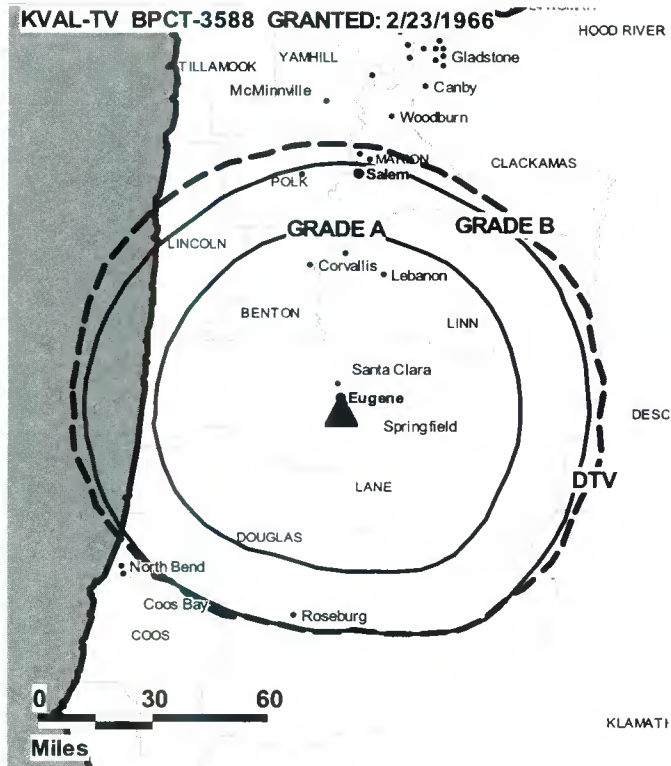 KVAL-TV BPCT-3588 GRANTED: 2/23/1966
HOOD RIVER
YAMHILL
Gladstone
TILLAMOOK
McMinnville
Canby
Woodburn
MARION
CLACKAMAS
POLK
Salem
GRADE A
GRADE B
LINCOLN
Corvallis
Lebanon
BENTON
LINN
Santa Clara
Eugene
DESC
Springfield
DTV
LANE
DOUGLAS
North Bend
Coos Bay
Roseburg
COOS
0 30 60
KLAMATH
Miles